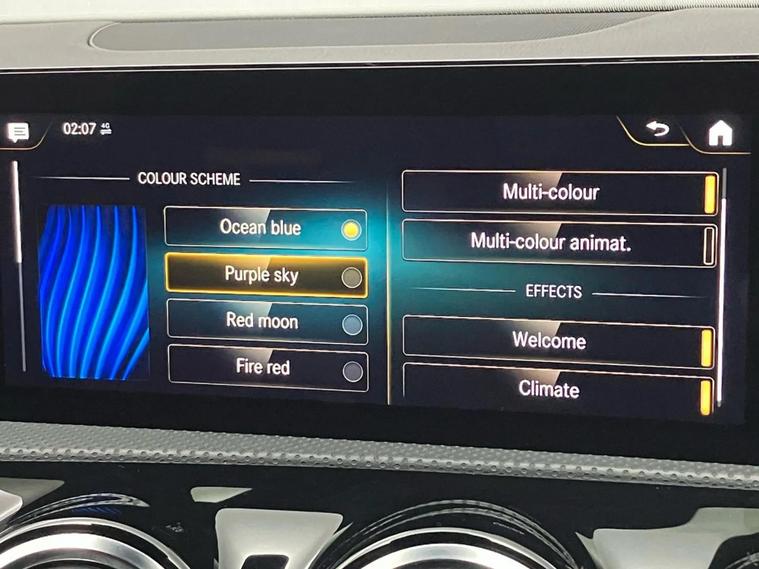 02:07 4G
COLOUR SCHEME
Ocean blue
Purple sky
Red moon
Fire red
Multi-colour
Multi-colour animat.
EFFECTS
Welcome
Climate